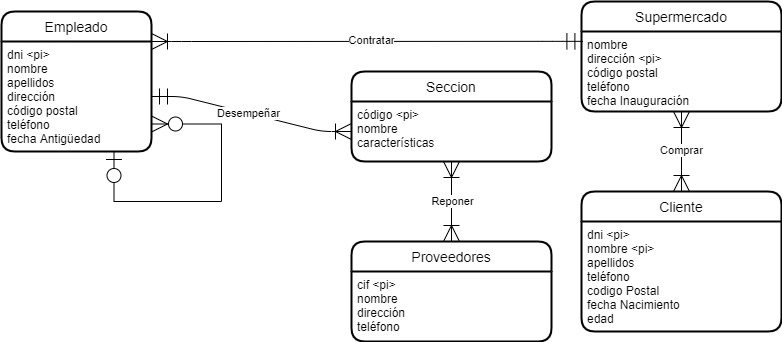 Empleado
dni <pi>
nombre
apellidos
dirección
código postal
teléfono
fecha Antigüedad
Contratar
Supermercado
nombre
dirección <pi>
código postal
teléfono
fecha Inauguración
Desempeñar
Seccion
código <pi>
nombre
características
Comprar
Reponer
Cliente
dni <pi>
nombre <pi>
apellidos
teléfono
codigo Postal
fecha Nacimiento
edad
Proveedores
cif <pi>
nombre
dirección
teléfono